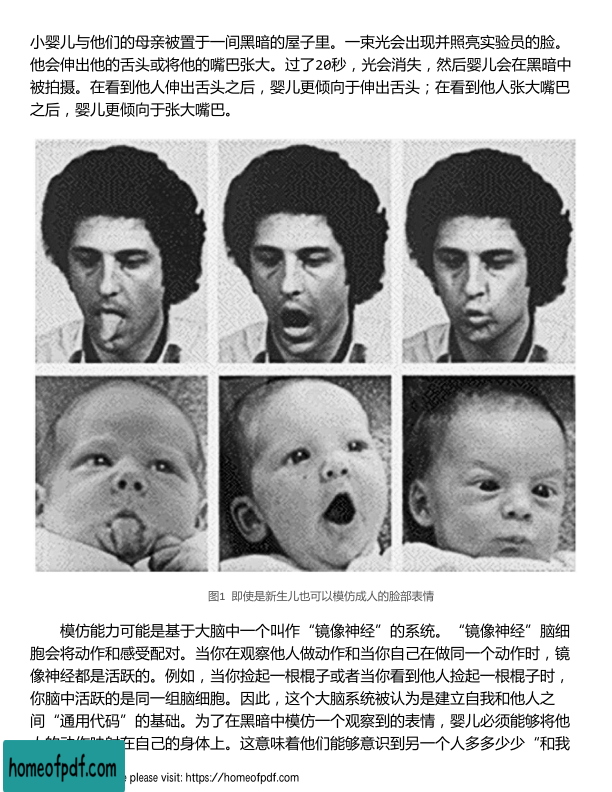 小婴儿与他们的母亲被置于一间黑暗的屋子里。一束光会出现并照亮实验员的脸。
他会伸出他的舌头或将他的嘴巴张大。过了20秒，光会消失，然后婴儿会在黑暗中
被拍摄。在看到他人伸出舌头之后，婴儿更倾向于伸出舌头；在看到他人张大嘴巴
之后，婴儿更倾向于张大嘴巴。
图1 即使是新生儿也可以模仿成人的脸部表情
模仿能力可能是基于大脑中一个叫作“镜像神经”的系统。“镜像神经”脑细
胞会将动作和感受配对。当你在观察他人做动作和当你自己在做同一个动作时，镜
像神经都是活跃的。例如，当你捡起一根棍子或者当你看到他人捡起一根棍子时，
你脑中活跃的是同一组脑细胞。因此，这个大脑系统被认为是建立自我和他人之
间“通用代码”的基础。为了在黑暗中模仿一个观察到的表情，婴儿必须能够将他
的动作映射在自己的身体上。这意味着他们能够意识到另一个人多多少少“和我
homeofpdf.com
please visit: https://homeofpdf.com